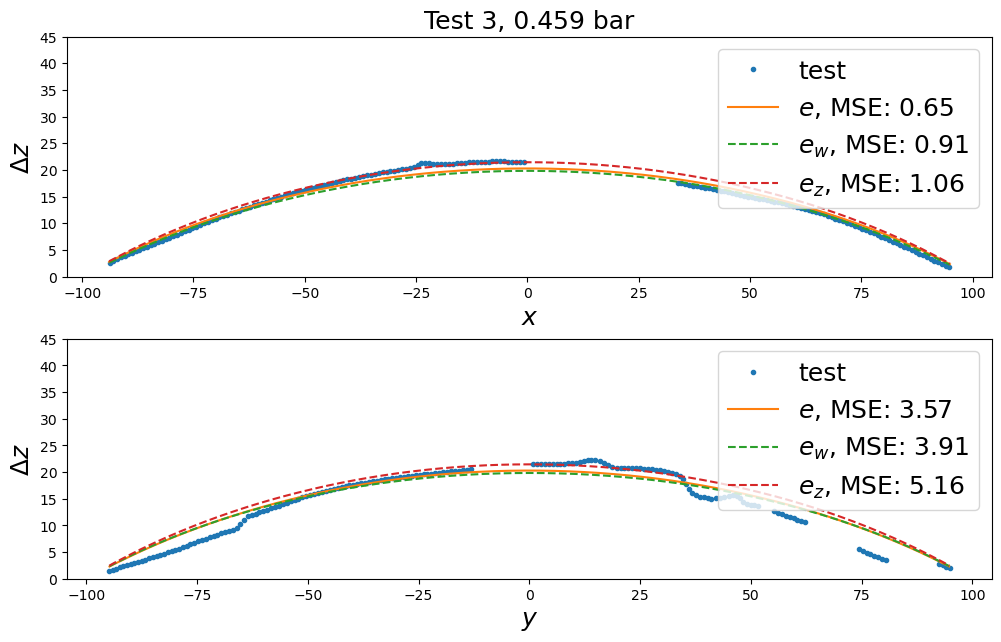 Test 3, 0.459 bar
45
40
35
30
25
20
15
10
5
0
Δz
test
e, MSE: 0.65
e_w, MSE: 0.91
e_z, MSE: 1.06
−100 −75 −50 −25 0 25 50 75 100
x
45
40
35
30
25
20
15
10
5
0
Δz
test
e, MSE: 3.57
e_w, MSE: 3.91
e_z, MSE: 5.16
−100 −75 −50 −25 0 25 50 75 100
y